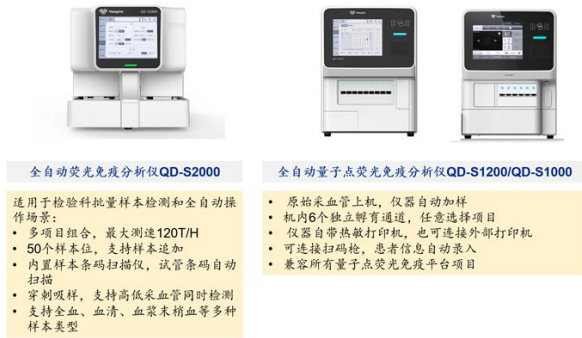 全自动荧光免疫分析仪QD-S2000
适用于检验科批量样本检测和全自动操
作场景:
• 多项目组合，最大测速120T/H
• 50个样本位，支持样本追加
• 内置样本条码扫描仪，试管条码自动
扫描
• 穿刺吸样，支持高低采血管同时检测
• 支持全血、血清、血浆末梢血等多种
样本类型
全自动量子点荧光免疫分析仪QD-S1200/QD-S1000
• 原始采血管上机，仪器自动加样
• 机内6个独立孵育通道，任意选择项目
• 仪器自带热敏打印机，也可连接外部打印机
• 可连接扫码枪，患者信息自动录入
• 兼容所有量子点荧光免疫平台项目